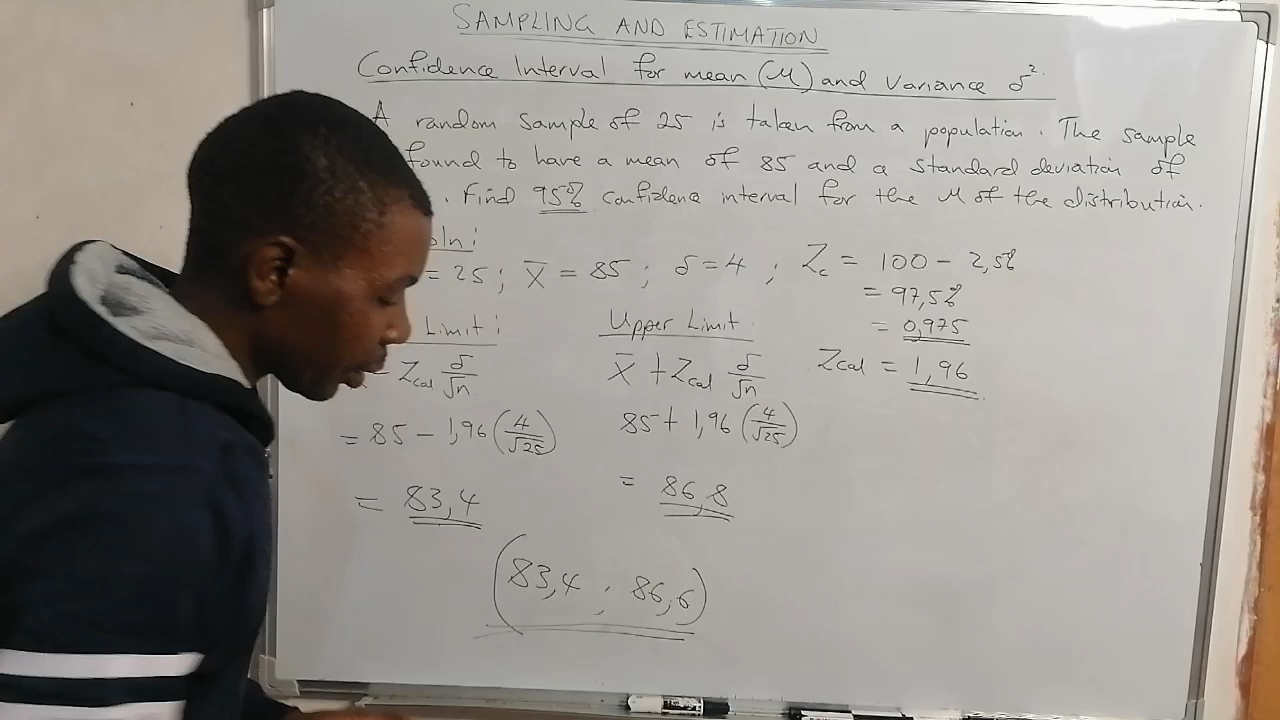 SAMPLING AND ESTIMATION
Confidence Interval for mean (μ) and Variance δ².
A random sample of 25 is taken from a population. The sample
found to have a mean of 85 and a standard deviation of
. Find 95% confidence interval for the μ of the distribution.
oln:
= 25 ; x̄ = 85 ; δ = 4 ; Zc = 100 - 2,5%
= 97,5%
= 0,975
Limit: Upper Limit
Zcal = 1,96
- Zcal δ/√n x̄ + Zcal δ/√n
= 85 - 1,96 (4/√25) 85 + 1,96 (4/√25)
= 83,4 = 86,8
(83,4 ; 86,6)